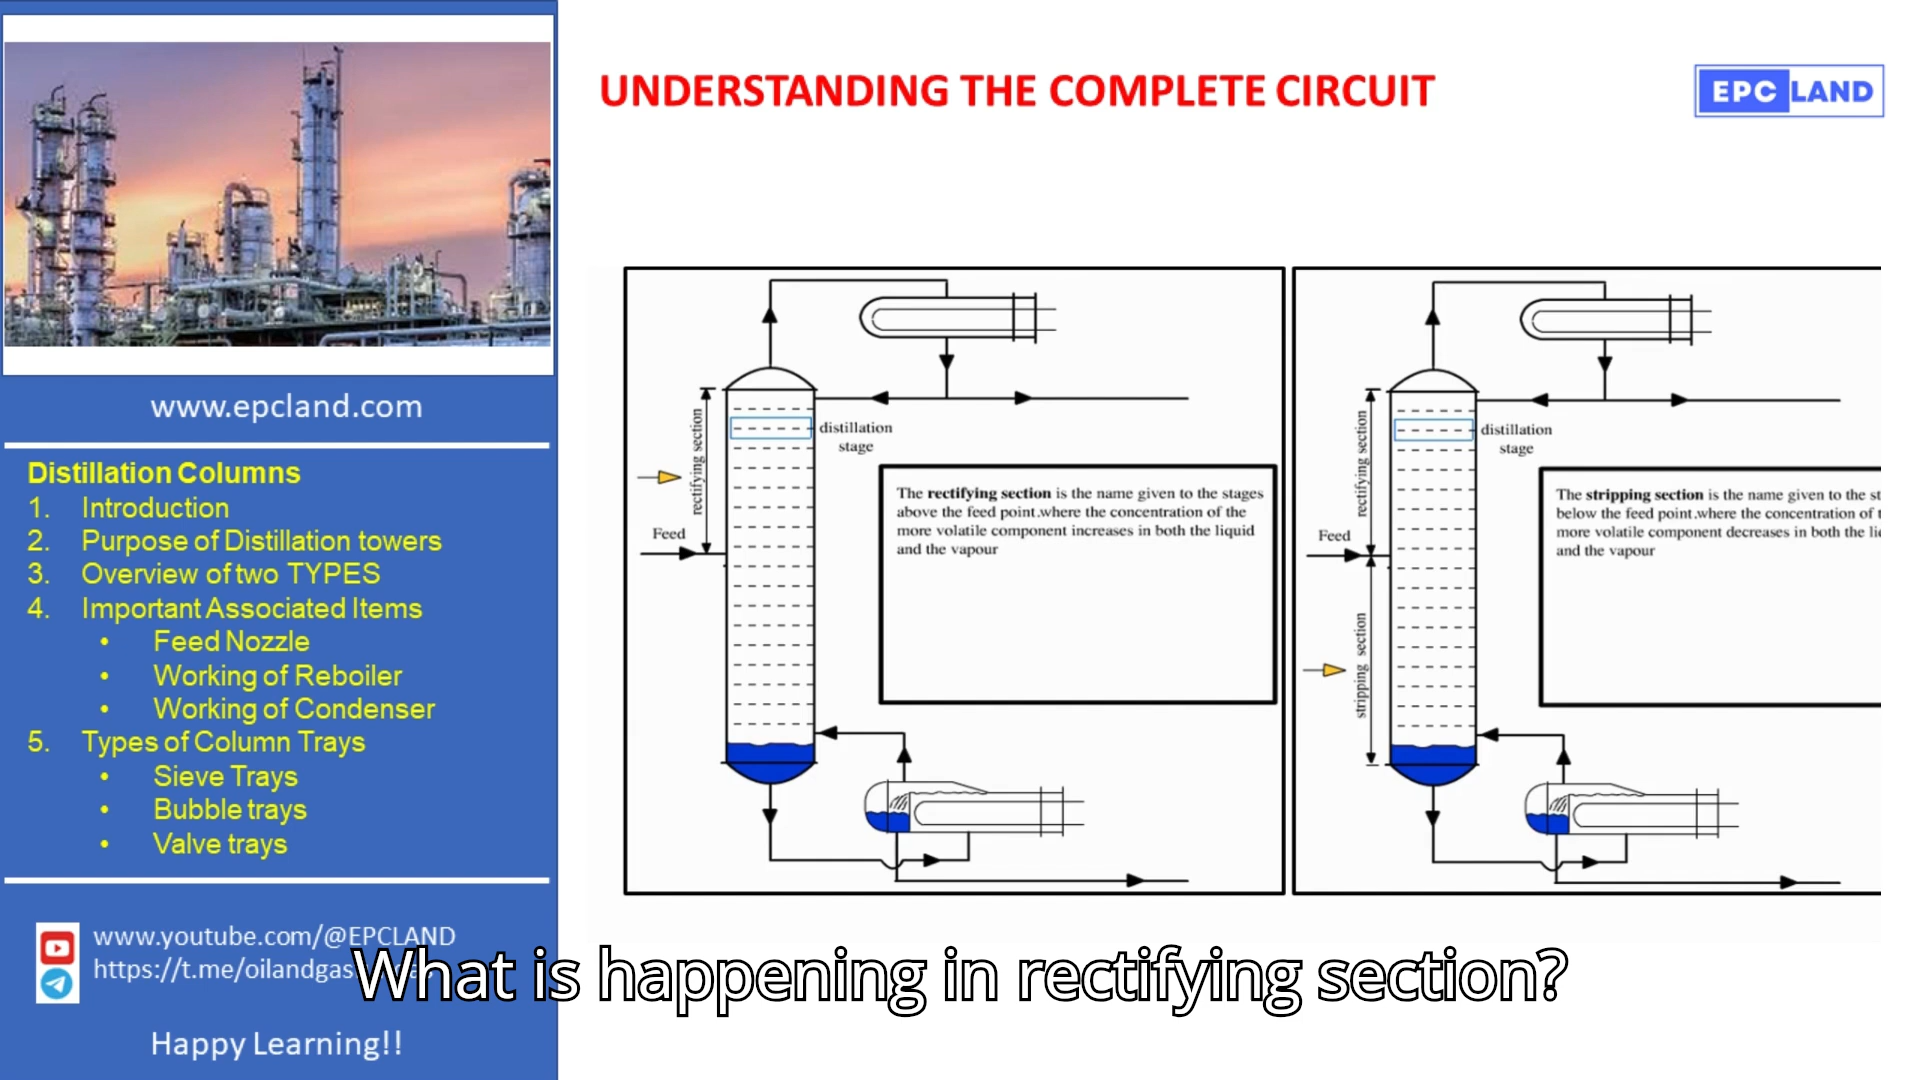 UNDERSTANDING THE COMPLETE CIRCUIT
EPC LAND
www.epcland.com
Distillation Columns
1. Introduction
2. Purpose of Distillation towers
3. Overview of two TYPES
4. Important Associated Items
• Feed Nozzle
• Working of Reboiler
• Working of Condenser
5. Types of Column Trays
• Sieve Trays
• Bubble trays
• Valve trays
www.youtube.com/@EPCLAND
https://t.me/oilandgas
Happy Learning!!
rectifying section
distillation
stage
Feed
The rectifying section is the name given to the stages
above the feed point.where the concentration of the
more volatile component increases in both the liquid
and the vapour
rectifying section
distillation
stage
Feed
stripping section
The stripping section is the name given to the st
below the feed point.where the concentration of
more volatile component decreases in both the li
and the vapour
What is happening in rectifying section?